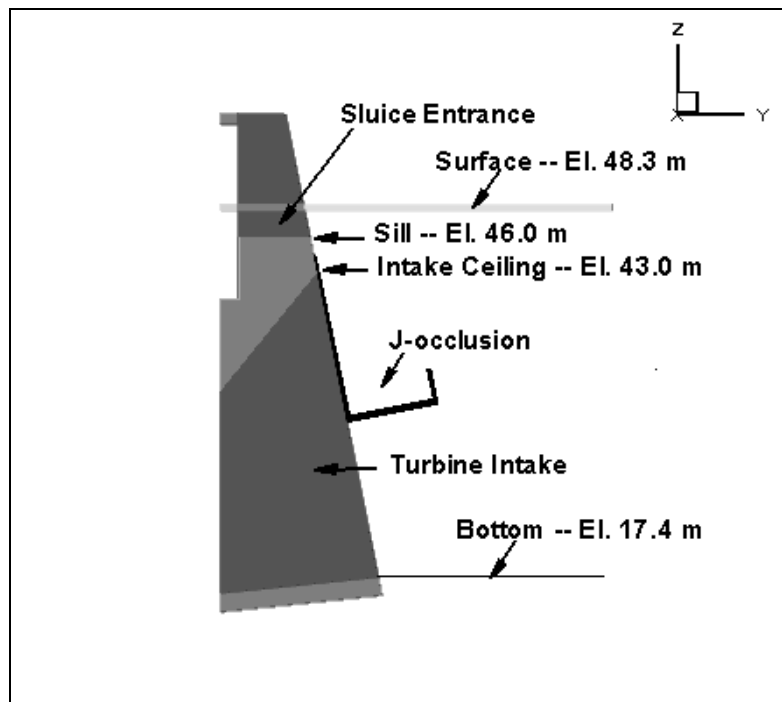 Z
X
Y
Sluice Entrance
Surface -- El. 48.3 m
Sill -- El. 46.0 m
Intake Ceiling -- El. 43.0 m
J-occlusion
Turbine Intake
Bottom -- El. 17.4 m